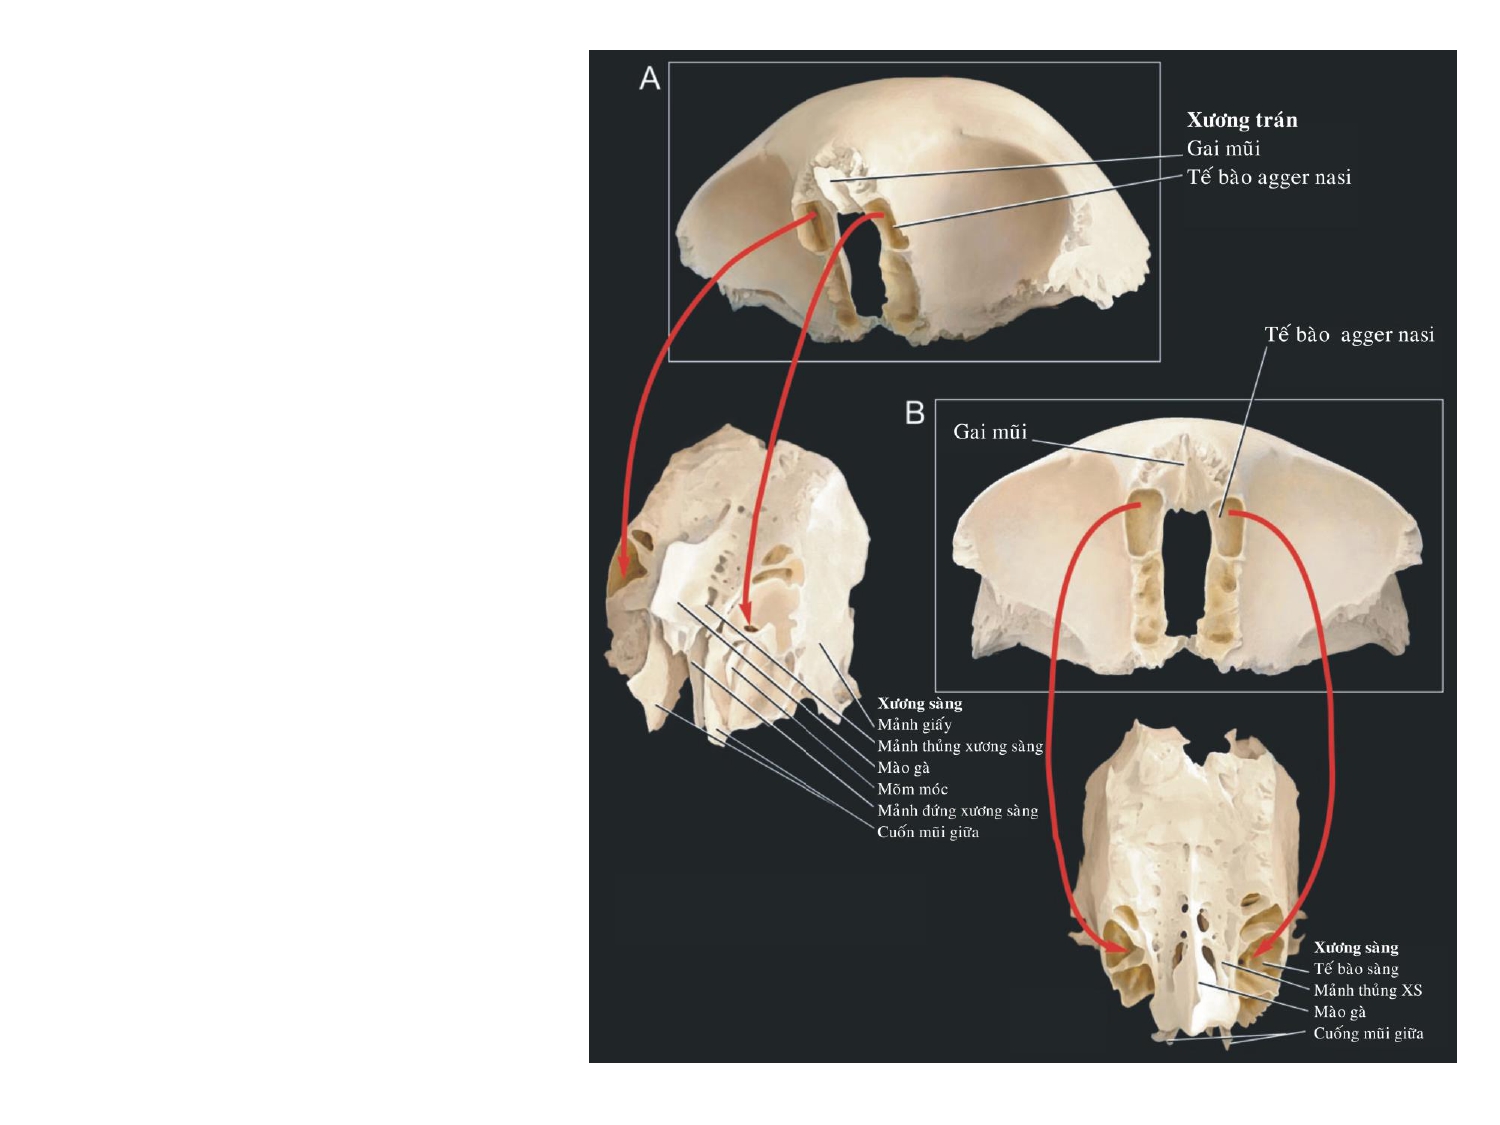 A
Xương trán
Gai mũi
Tế bào agger nasi
Tế bào agger nasi
B
Gai mũi
Xương sàng
Mảnh giấy
Mảnh thủng xương sàng
Mào gà
Mõm móc
Mảnh đứng xương sàng
Cuốn mũi giữa
Xương sàng
Tế bào sàng
Mảnh thủng XS
Mào gà
Cuống mũi giữa